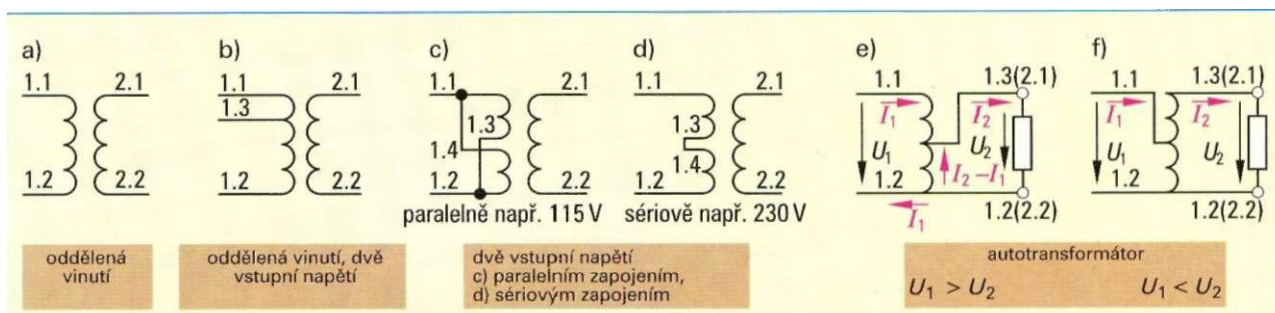 a)
1.1
2.1
1.2
2.2
oddělená
vinutí
b)
1.1
1.3
2.1
1.2
2.2
oddělená vinutí, dvě
vstupní napětí
c)
1.1
2.1
1.3
1.4
1.2
2.2
paralelně např. 115 V
d)
2.1
1.3
1.4
1.2
2.2
sériově např. 230 V
dvě vstupní napětí
c) paralelním zapojením,
d) sériovým zapojením
e)
1.1
1.3(2.1)
I1
I2
U1
U2
1.2
I2 – I1
I1
1.2(2.2)
f)
1.1
1.3(2.1)
I1
I2
U1
U2
1.2
1.2(2.2)
autotransformátor
U1 > U2
U1 < U2